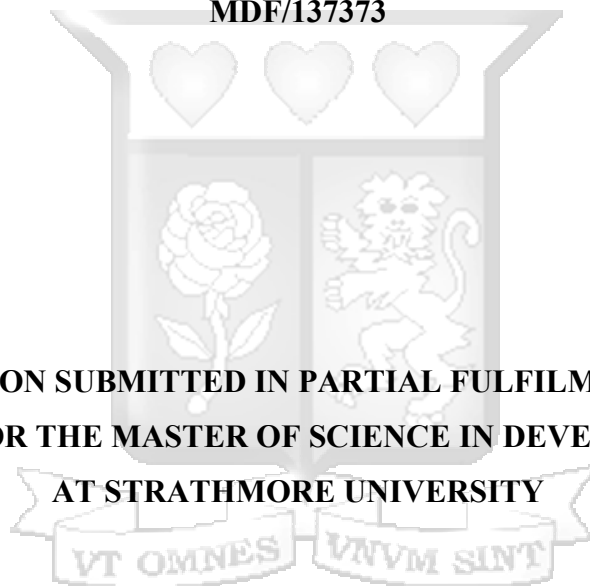 MDF/137373
ON SUBMITTED IN PARTIAL FULFILM
OR THE MASTER OF SCIENCE IN DEVE
AT STRATHMORE UNIVERSITY
VT OMNES VNVM SINT